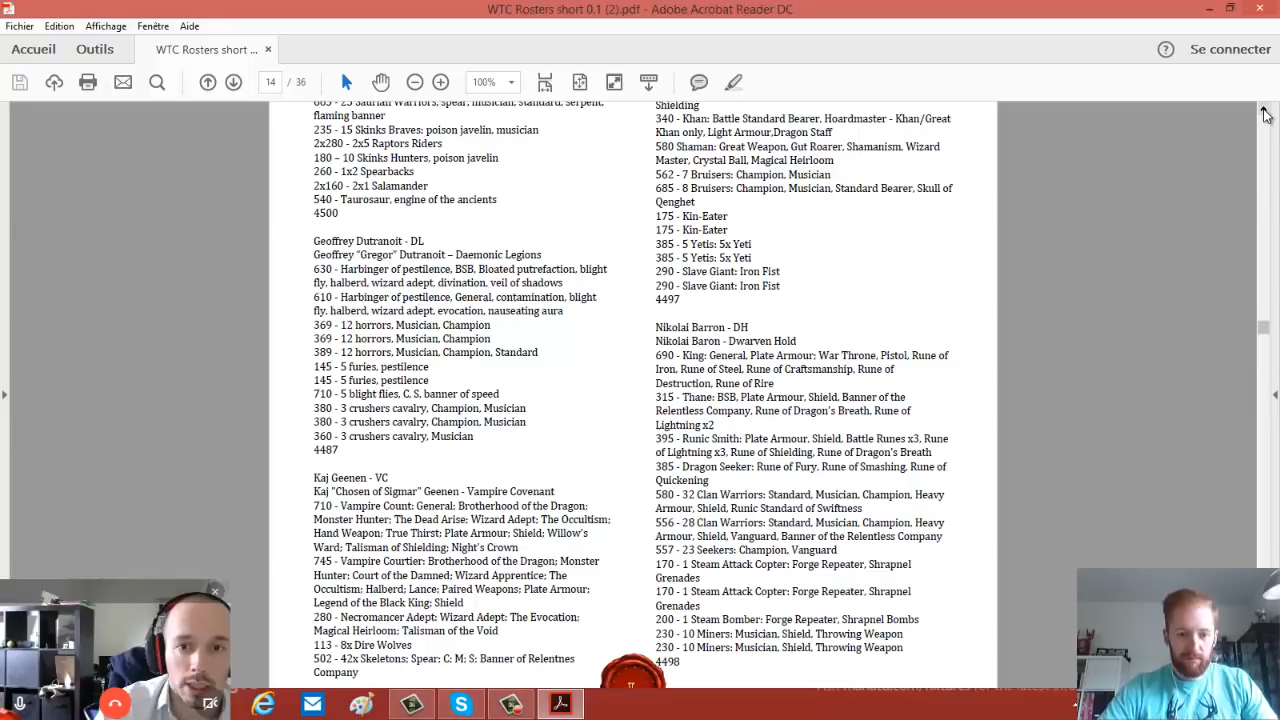 WTC Rosters short 0.1 (2).pdf - Adobe Acrobat Reader DC
Fichier Edition Affichage Fenêtre Aide
Accueil Outils WTC Rosters short ... × Se connecter
14 / 36 100%
605 - 25 Saurian Warriors, spear, musician, standard, serpent,
flaming banner
235 - 15 Skinks Braves: poison javelin, musician
2x280 - 2x5 Raptors Riders
180 – 10 Skinks Hunters, poison javelin
260 - 1x2 Spearbacks
2x160 - 2x1 Salamander
540 - Taurosaur, engine of the ancients
4500
Geoffrey Dutranoit - DL
Geoffrey "Gregor" Dutranoit – Daemonic Legions
630 - Harbinger of pestilence, BSB, Bloated putrefaction, blight
fly, halberd, wizard adept, divination, veil of shadows
610 - Harbinger of pestilence, General, contamination, blight
fly, halberd, wizard adept, evocation, nauseating aura
369 - 12 horrors, Musician, Champion
369 - 12 horrors, Musician, Champion
389 - 12 horrors, Musician, Champion, Standard
145 - 5 furies, pestilence
145 - 5 furies, pestilence
710 - 5 blight flies, C, S, banner of speed
380 - 3 crushers cavalry, Champion, Musician
380 - 3 crushers cavalry, Champion, Musician
360 - 3 crushers cavalry, Musician
4487
Kaj Geenen - VC
Kaj "Chosen of Sigmar" Geenen - Vampire Covenant
710 - Vampire Count: General; Brotherhood of the Dragon;
Monster Hunter; The Dead Arise; Wizard Adept; The Occultism;
Hand Weapon; True Thirst; Plate Armour; Shield; Willow's
Ward; Talisman of Shielding; Night's Crown
745 - Vampire Courtier: Brotherhood of the Dragon; Monster
Hunter; Court of the Damned; Wizard Apprentice; The
Occultism; Halberd; Lance; Paired Weapons; Plate Armour;
Legend of the Black King; Shield
280 - Necromancer Adept; Wizard Adept; The Evocation;
Magical Heirloom; Talisman of the Void
113 - 8x Dire Wolves
502 - 42x Skeletons; Spear; C; M; S; Banner of Relentnes
Company
Shielding
340 - Khan: Battle Standard Bearer, Hoardmaster - Khan/Great
Khan only, Light Armour,Dragon Staff
580 Shaman: Great Weapon, Gut Roarer, Shamanism, Wizard
Master, Crystal Ball, Magical Heirloom
562 - 7 Bruisers: Champion, Musician
685 - 8 Bruisers: Champion, Musician, Standard Bearer, Skull of
Qenghet
175 - Kin-Eater
175 - Kin-Eater
385 - 5 Yetis: 5x Yeti
385 - 5 Yetis: 5x Yeti
290 - Slave Giant: Iron Fist
290 - Slave Giant: Iron Fist
4497
Nikolai Barron - DH
Nikolai Baron - Dwarven Hold
690 - King: General, Plate Armour; War Throne, Pistol, Rune of
Iron, Rune of Steel, Rune of Craftsmanship, Rune of
Destruction, Rune of Rire
315 - Thane: BSB, Plate Armour, Shield, Banner of the
Relentless Company, Rune of Dragon's Breath, Rune of
Lightning x2
395 - Runic Smith: Plate Armour, Shield, Battle Runes x3, Rune
of Lightning x3, Rune of Shielding, Rune of Dragon's Breath
385 - Dragon Seeker: Rune of Fury. Rune of Smashing, Rune of
Quickening
580 - 32 Clan Warriors: Standard, Musician, Champion, Heavy
Armour, Shield, Runic Standard of Swiftness
556 - 28 Clan Warriors: Standard, Musician, Champion, Heavy
Armour, Shield, Vanguard, Banner of the Relentless Company
557 - 23 Seekers: Champion, Vanguard
170 - 1 Steam Attack Copter: Forge Repeater, Shrapnel
Grenades
170 - 1 Steam Attack Copter: Forge Repeater, Shrapnel
Grenades
200 - 1 Steam Bomber: Forge Repeater, Shrapnel Bombs
230 - 10 Miners: Musician, Shield, Throwing Weapon
230 - 10 Miners: Musician, Shield, Throwing Weapon
4498